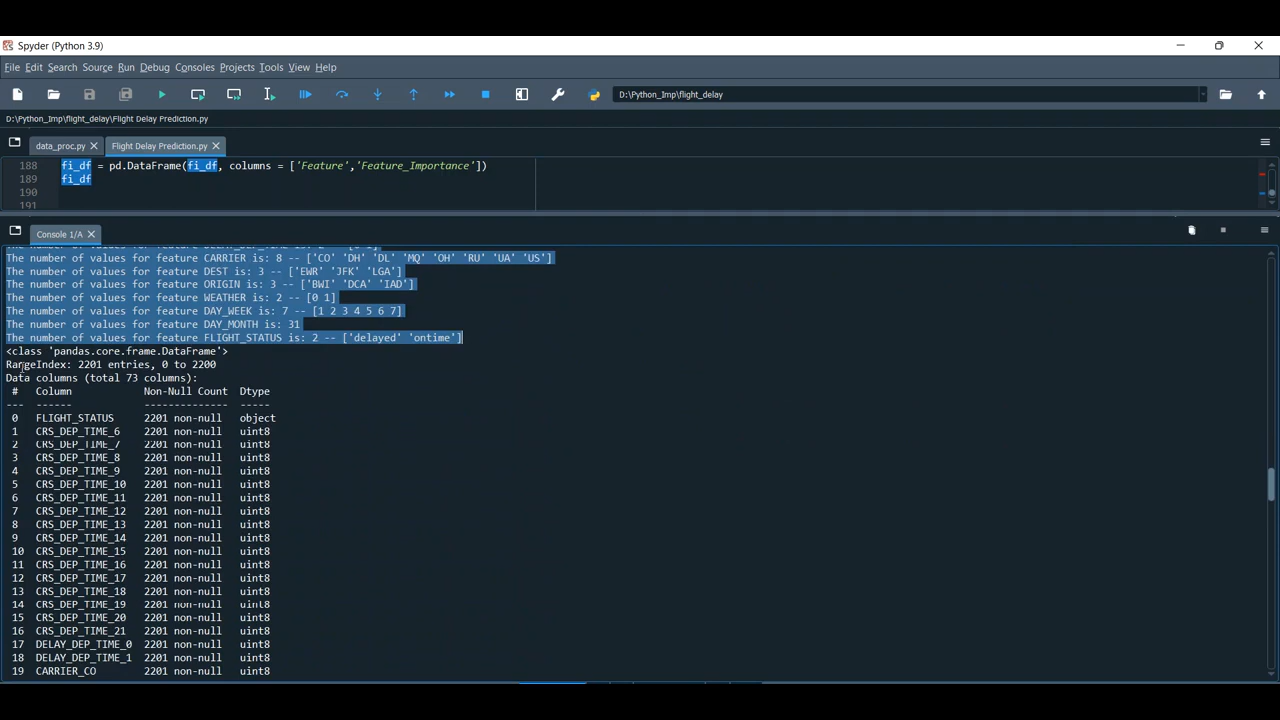 Spyder (Python 3.9)
File Edit Search Source Run Debug Consoles Projects Tools View Help
D:\Python_Imp\flight_delay
D:\Python_Imp\flight_delay\Flight Delay Prediction.py
data_proc.py Flight Delay Prediction.py
188 fi_df = pd.DataFrame(fi_df, columns = ['Feature','Feature_Importance'])
189 fi_df
190
191
Console 1/A
The number of values for feature DELAY_DEP_TIME is: 2 -- [0 1]
The number of values for feature CARRIER is: 8 -- ['CO' 'DH' 'DL' 'MQ' 'OH' 'RU' 'UA' 'US']
The number of values for feature DEST is: 3 -- ['EWR' 'JFK' 'LGA']
The number of values for feature ORIGIN is: 3 -- ['BWI' 'DCA' 'IAD']
The number of values for feature WEATHER is: 2 -- [0 1]
The number of values for feature DAY_WEEK is: 7 -- [1 2 3 4 5 6 7]
The number of values for feature DAY_MONTH is: 31
The number of values for feature FLIGHT_STATUS is: 2 -- ['delayed' 'ontime']
<class 'pandas.core.frame.DataFrame'>
RangeIndex: 2201 entries, 0 to 2200
Data columns (total 73 columns):
# Column Non-Null Count Dtype
--- ------ -------------- -----
0 FLIGHT_STATUS 2201 non-null object
1 CRS_DEP_TIME_6 2201 non-null uint8
2 CRS_DEP_TIME_7 2201 non-null uint8
3 CRS_DEP_TIME_8 2201 non-null uint8
4 CRS_DEP_TIME_9 2201 non-null uint8
5 CRS_DEP_TIME_10 2201 non-null uint8
6 CRS_DEP_TIME_11 2201 non-null uint8
7 CRS_DEP_TIME_12 2201 non-null uint8
8 CRS_DEP_TIME_13 2201 non-null uint8
9 CRS_DEP_TIME_14 2201 non-null uint8
10 CRS_DEP_TIME_15 2201 non-null uint8
11 CRS_DEP_TIME_16 2201 non-null uint8
12 CRS_DEP_TIME_17 2201 non-null uint8
13 CRS_DEP_TIME_18 2201 non-null uint8
14 CRS_DEP_TIME_19 2201 non-null uint8
15 CRS_DEP_TIME_20 2201 non-null uint8
16 CRS_DEP_TIME_21 2201 non-null uint8
17 DELAY_DEP_TIME_0 2201 non-null uint8
18 DELAY_DEP_TIME_1 2201 non-null uint8
19 CARRIER_CO 2201 non-null uint8